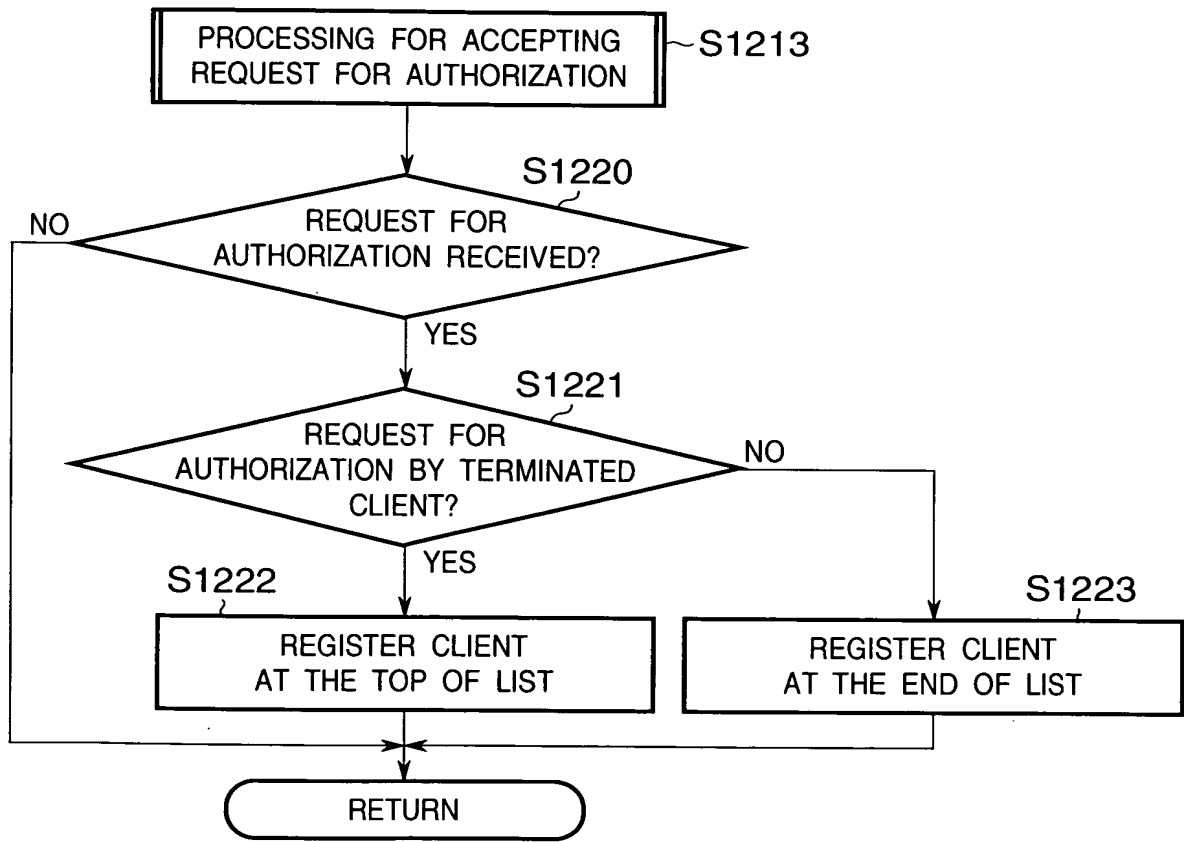 PROCESSING FOR ACCEPTING
REQUEST FOR AUTHORIZATION
S1213
S1220
NO
REQUEST FOR
AUTHORIZATION RECEIVED?
YES
S1221
REQUEST FOR
AUTHORIZATION BY TERMINATED
CLIENT?
NO
YES
S1222
REGISTER CLIENT
AT THE TOP OF LIST
S1223
REGISTER CLIENT
AT THE END OF LIST
RETURN